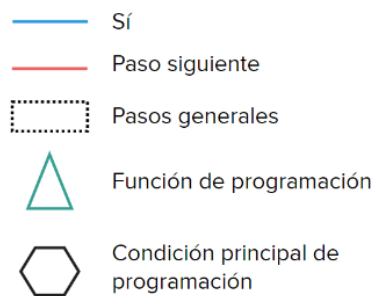 Sí
Paso siguiente
Pasos generales
Función de programación
Condición principal de
programación